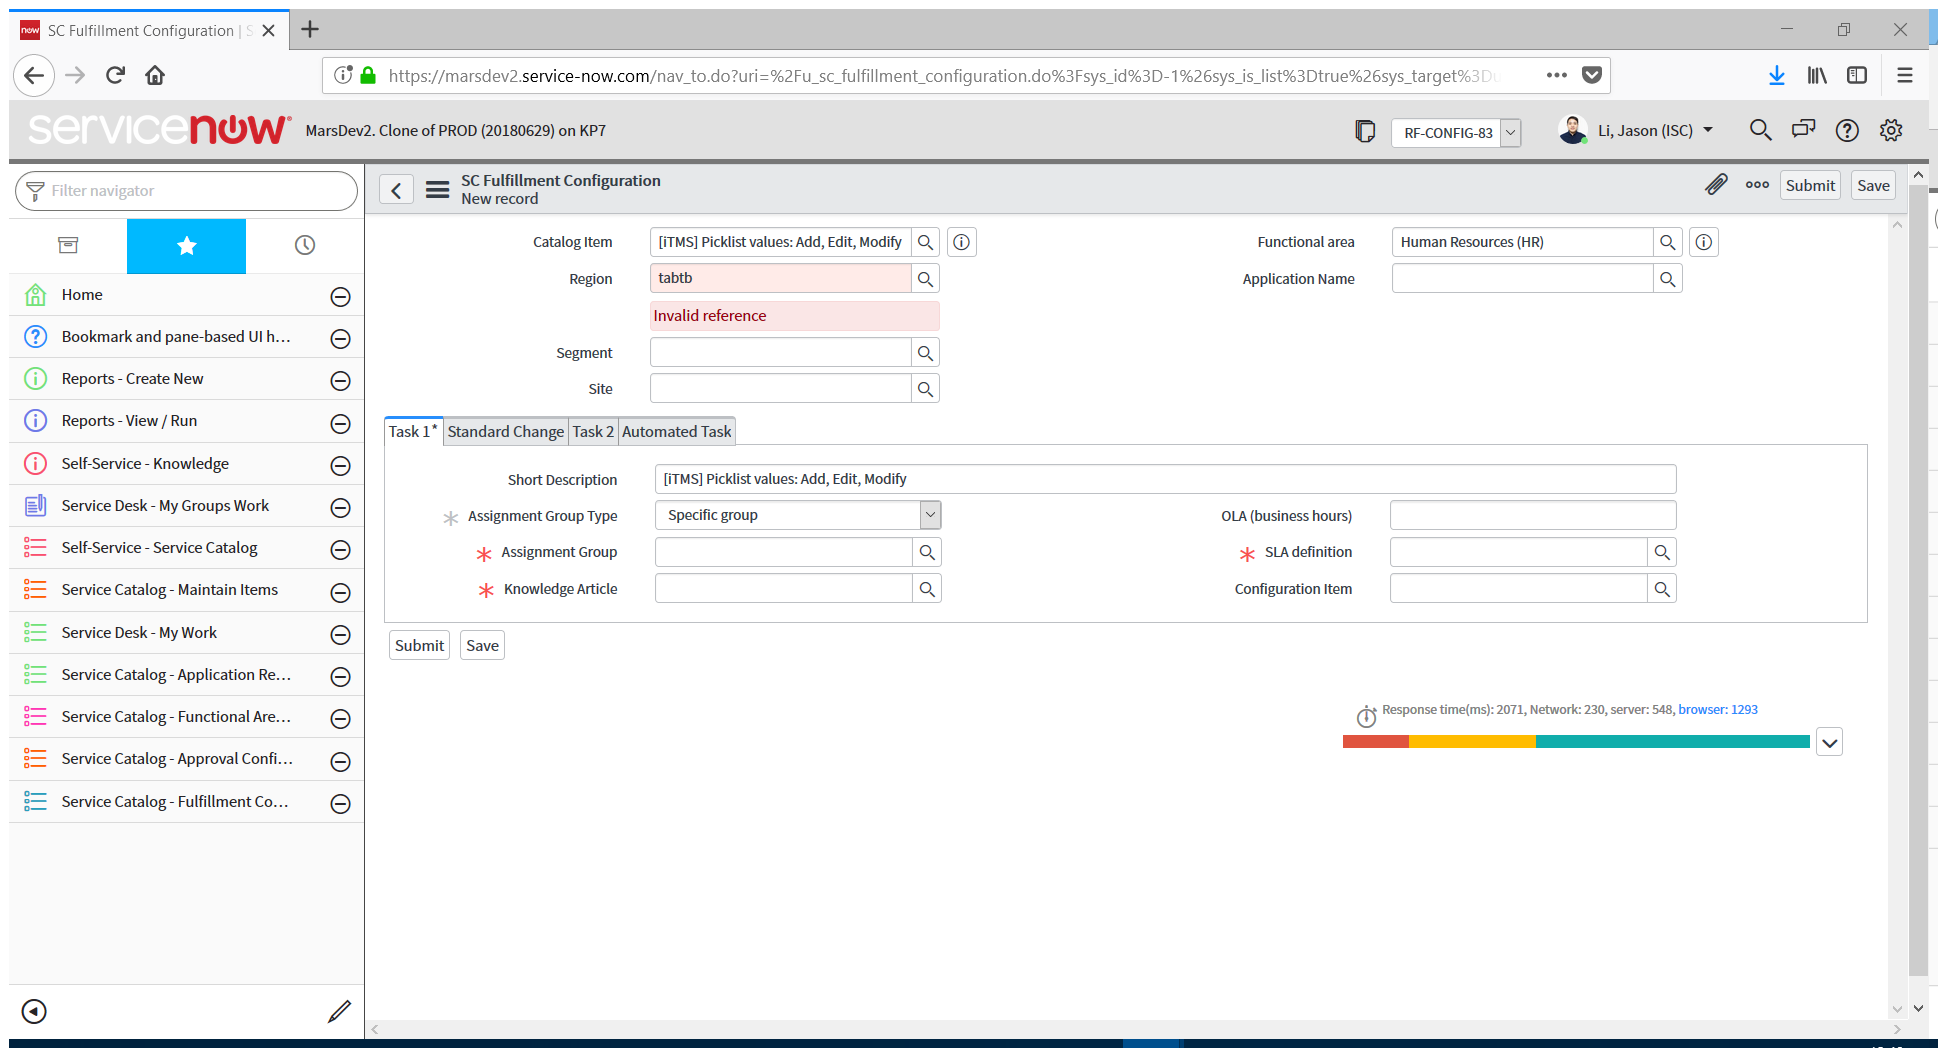 now SC Fulfillment Configuration | S
https://marsdev2.service-now.com/nav_to.do?uri=%2Fu_sc_fulfillment_configuration.do%3Fsys_id%3D-1%26sys_is_list%3Dtrue%26sys_target%3Du
servicenow MarsDev2. Clone of PROD (20180629) on KP7 RF-CONFIG-83 Li, Jason (ISC)
Filter navigator
SC Fulfillment Configuration
New record
Submit Save
Home
Bookmark and pane-based UI h...
Reports - Create New
Reports - View / Run
Self-Service - Knowledge
Service Desk - My Groups Work
Self-Service - Service Catalog
Service Catalog - Maintain Items
Service Desk - My Work
Service Catalog - Application Re...
Service Catalog - Functional Are...
Service Catalog - Approval Confi...
Service Catalog - Fulfillment Co...
Catalog Item [iTMS] Picklist values: Add, Edit, Modify Functional area Human Resources (HR)
Region tabtb Application Name
Invalid reference
Segment
Site
Task 1* Standard Change Task 2 Automated Task
Short Description [iTMS] Picklist values: Add, Edit, Modify
Assignment Group Type Specific group OLA (business hours)
Assignment Group SLA definition
Knowledge Article Configuration Item
Submit Save
Response time(ms): 2071, Network: 230, server: 548, browser: 1293